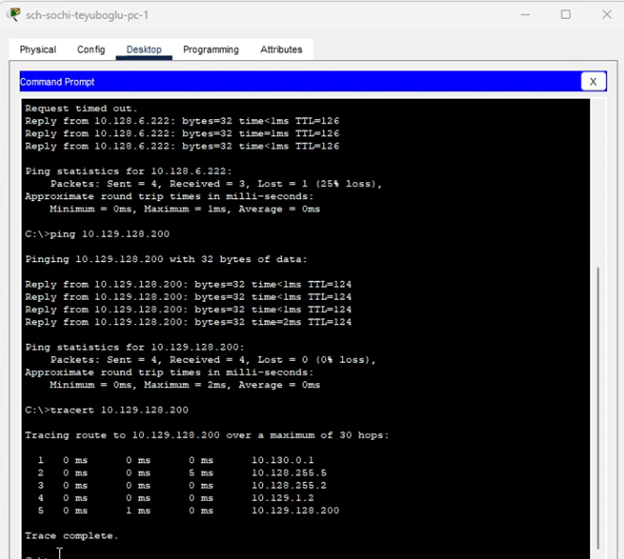 sch-sochi-teyuboglu-pc-1
Physical Config Desktop Programming Attributes
Command Prompt X
Request timed out.
Reply from 10.128.6.222: bytes=32 time<1ms TTL=126
Reply from 10.128.6.222: bytes=32 time=1ms TTL=126
Reply from 10.128.6.222: bytes=32 time<1ms TTL=126
Ping statistics for 10.128.6.222:
Packets: Sent = 4, Received = 3, Lost = 1 (25% loss),
Approximate round trip times in milli-seconds:
Minimum = 0ms, Maximum = 1ms, Average = 0ms
C:\>ping 10.129.128.200
Pinging 10.129.128.200 with 32 bytes of data:
Reply from 10.129.128.200: bytes=32 time<1ms TTL=124
Reply from 10.129.128.200: bytes=32 time<1ms TTL=124
Reply from 10.129.128.200: bytes=32 time<1ms TTL=124
Reply from 10.129.128.200: bytes=32 time=2ms TTL=124
Ping statistics for 10.129.128.200:
Packets: Sent = 4, Received = 4, Lost = 0 (0% loss),
Approximate round trip times in milli-seconds:
Minimum = 0ms, Maximum = 2ms, Average = 0ms
C:\>tracert 10.129.128.200
Tracing route to 10.129.128.200 over a maximum of 30 hops:
1 0 ms 0 ms 0 ms 10.130.0.1
2 0 ms 0 ms 5 ms 10.128.255.5
3 0 ms 0 ms 0 ms 10.128.255.2
4 0 ms 0 ms 0 ms 10.129.1.2
5 0 ms 1 ms 0 ms 10.129.128.200
Trace complete.